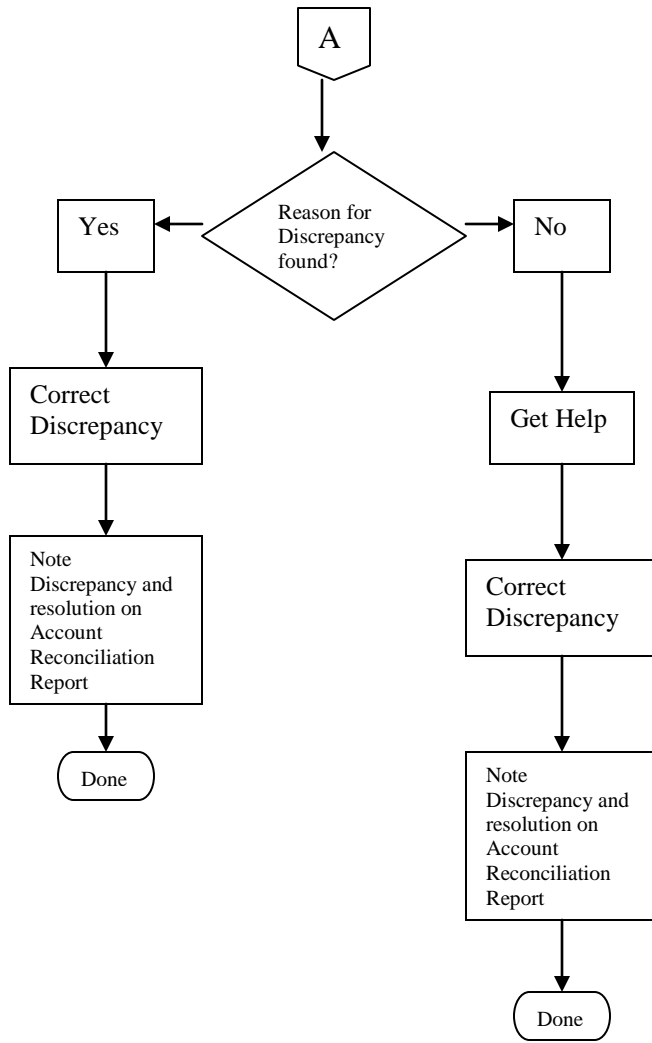 A
Reason for
Discrepancy
found?
Yes
No
Correct
Discrepancy
Get Help
Note
Discrepancy and
resolution on
Account
Reconciliation
Report
Correct
Discrepancy
Done
Note
Discrepancy and
resolution on
Account
Reconciliation
Report
Done